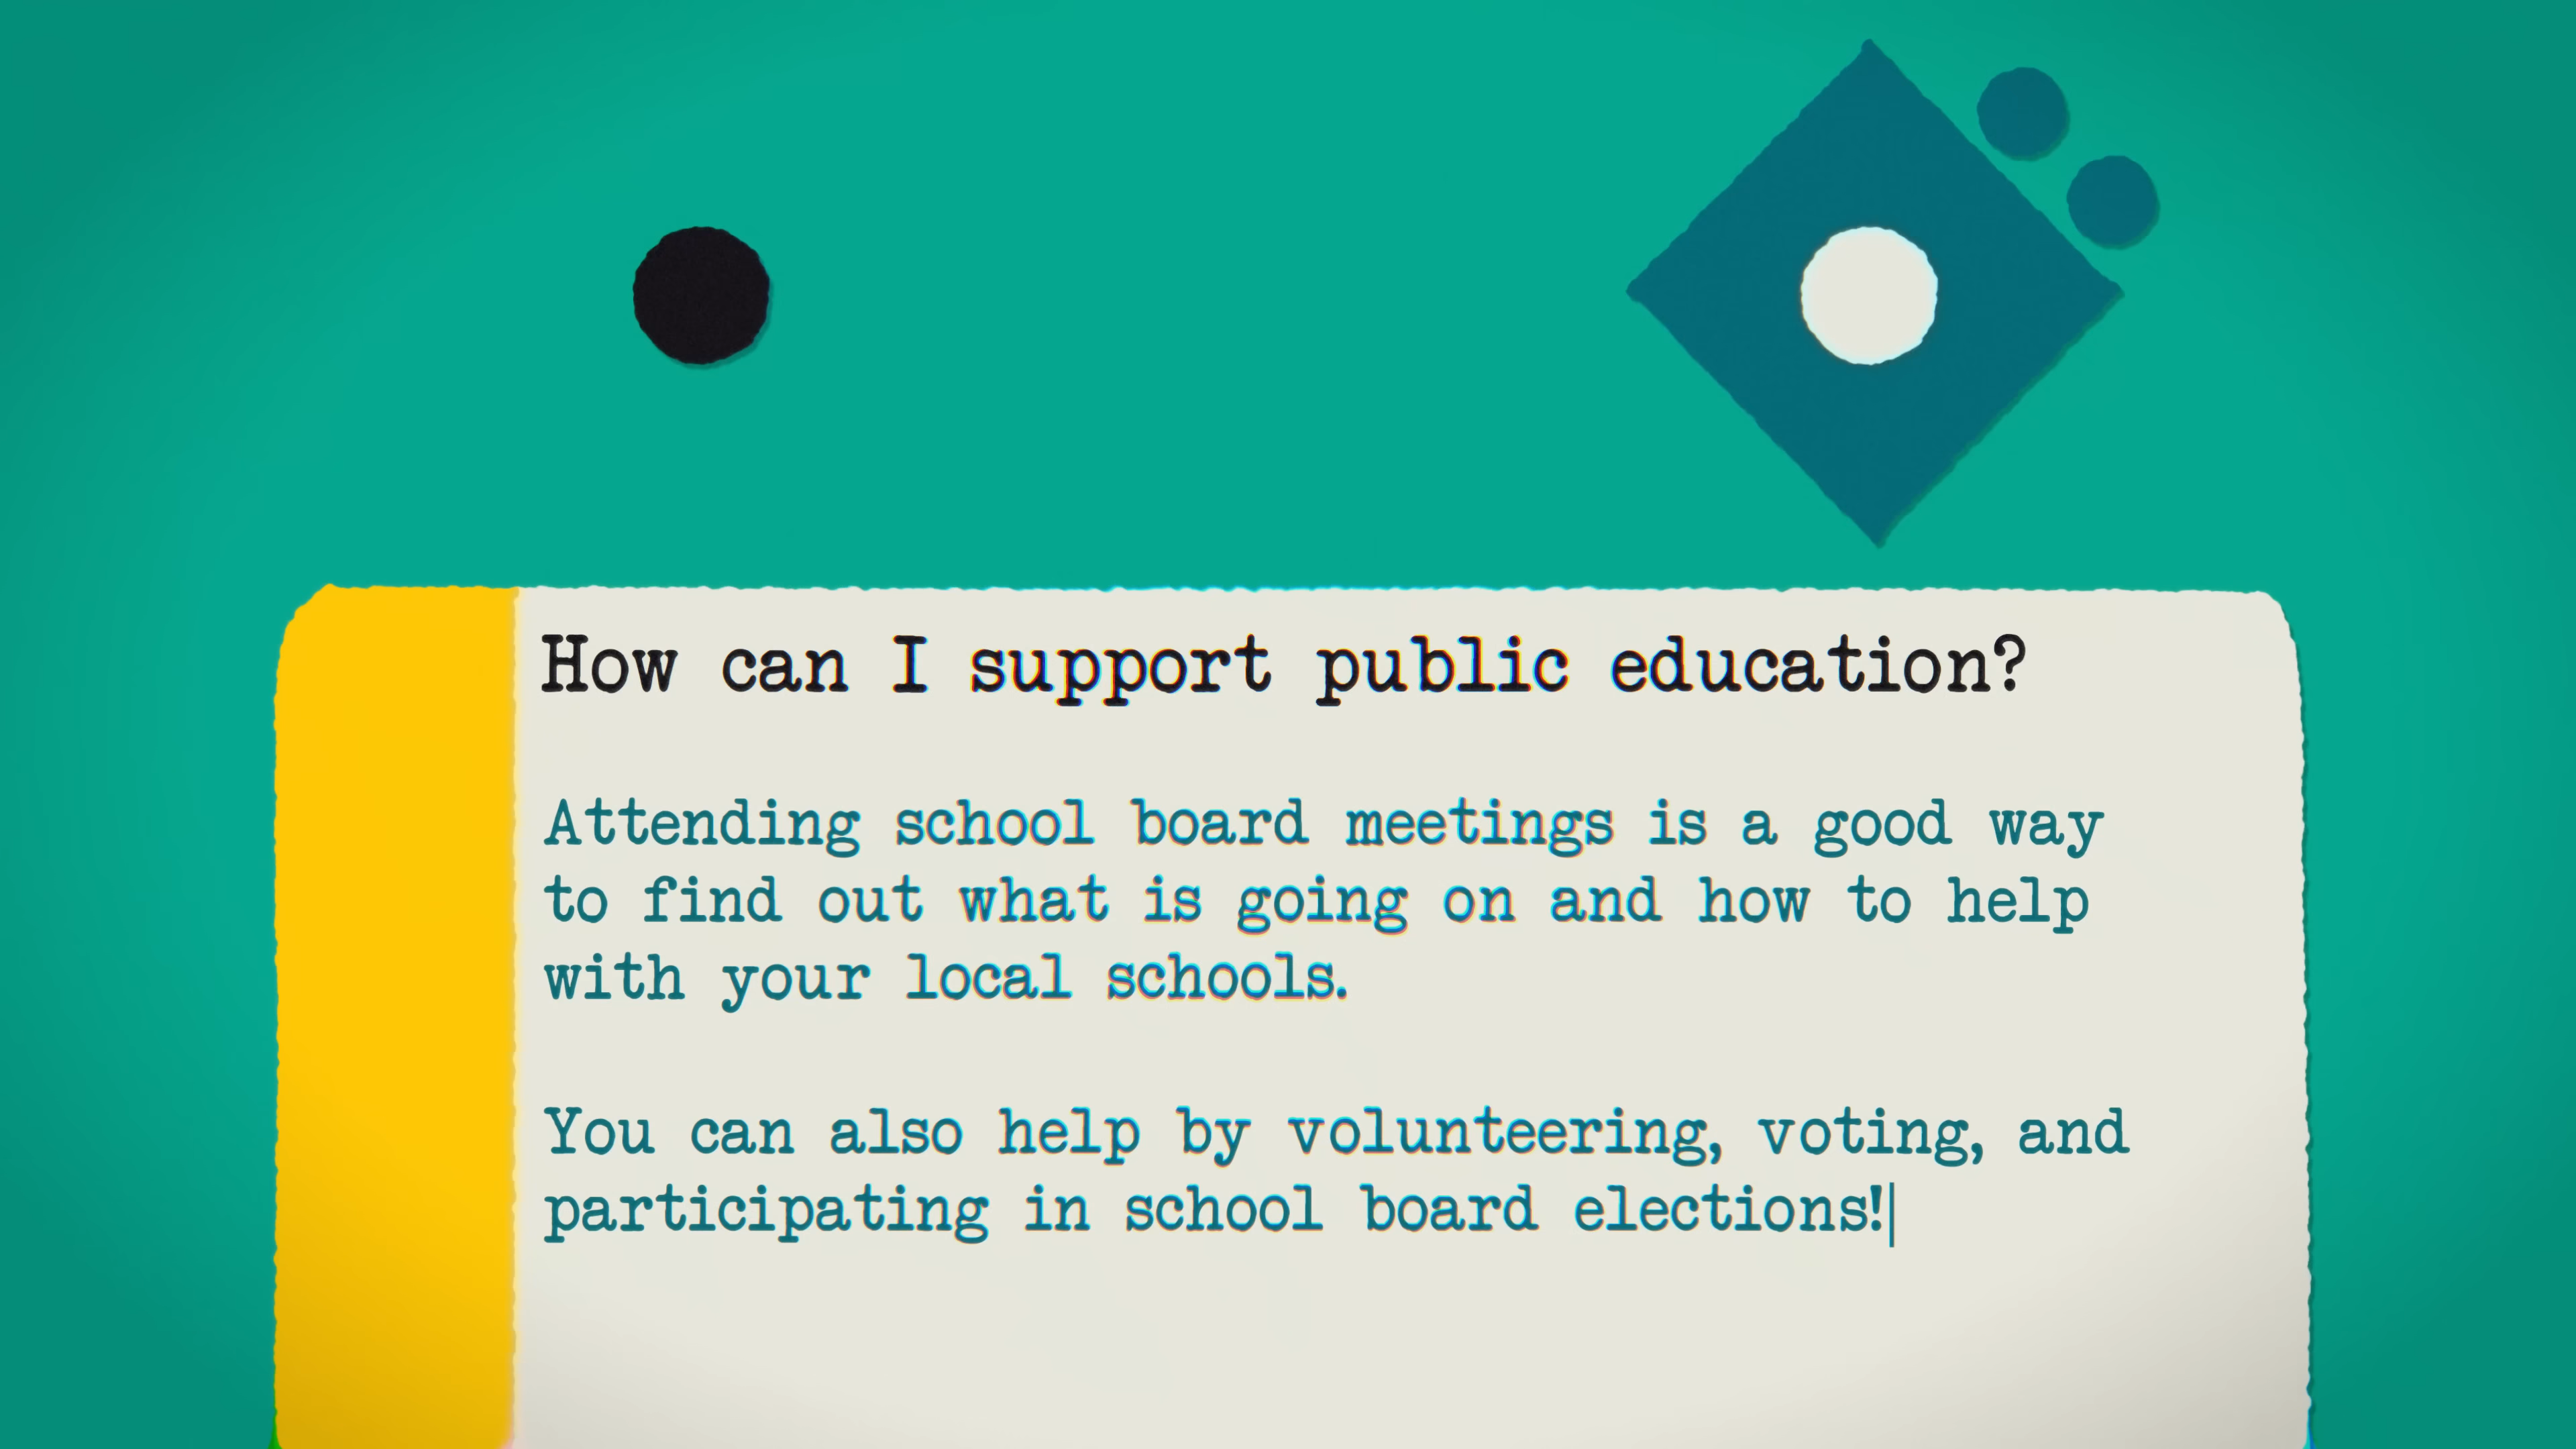 How can I support public education?
Attending school board meetings is a good way
to find out what is going on and how to help
with your local schools.
You can also help by volunteering, voting, and
participating in school board elections!